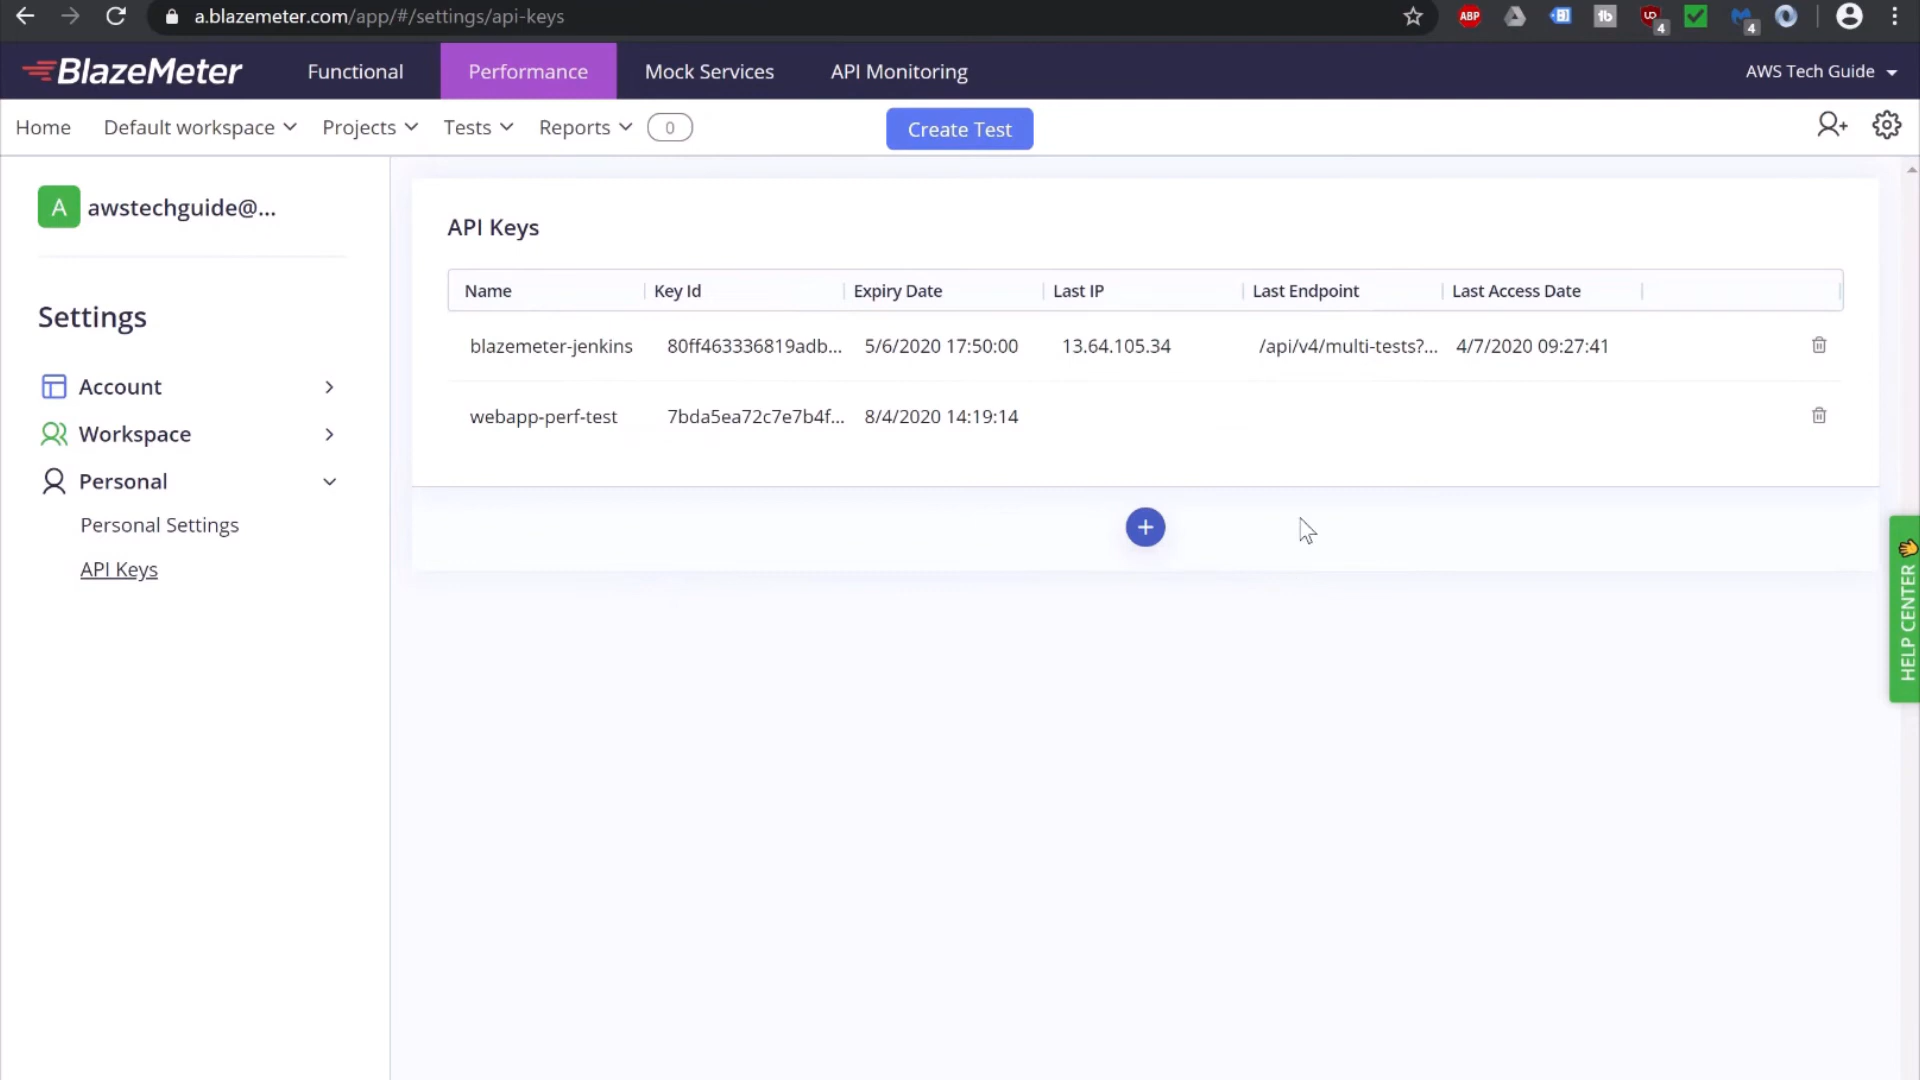 a.blazemeter.com/app/#/settings/api-keys
ABP
tb
4
4
BlazeMeter
Functional
Performance
Mock Services
API Monitoring
AWS Tech Guide
Home
Default workspace
Projects
Tests
Reports
0
Create Test
A
awstechguide@...
Settings
Account
Workspace
Personal
Personal Settings
API Keys
API Keys
Name Key Id Expiry Date Last IP Last Endpoint Last Access Date
blazemeter-jenkins 80ff463336819adb... 5/6/2020 17:50:00 13.64.105.34 /api/v4/multi-tests?... 4/7/2020 09:27:41
webapp-perf-test 7bda5ea72c7e7b4f... 8/4/2020 14:19:14
+
HELP CENTER